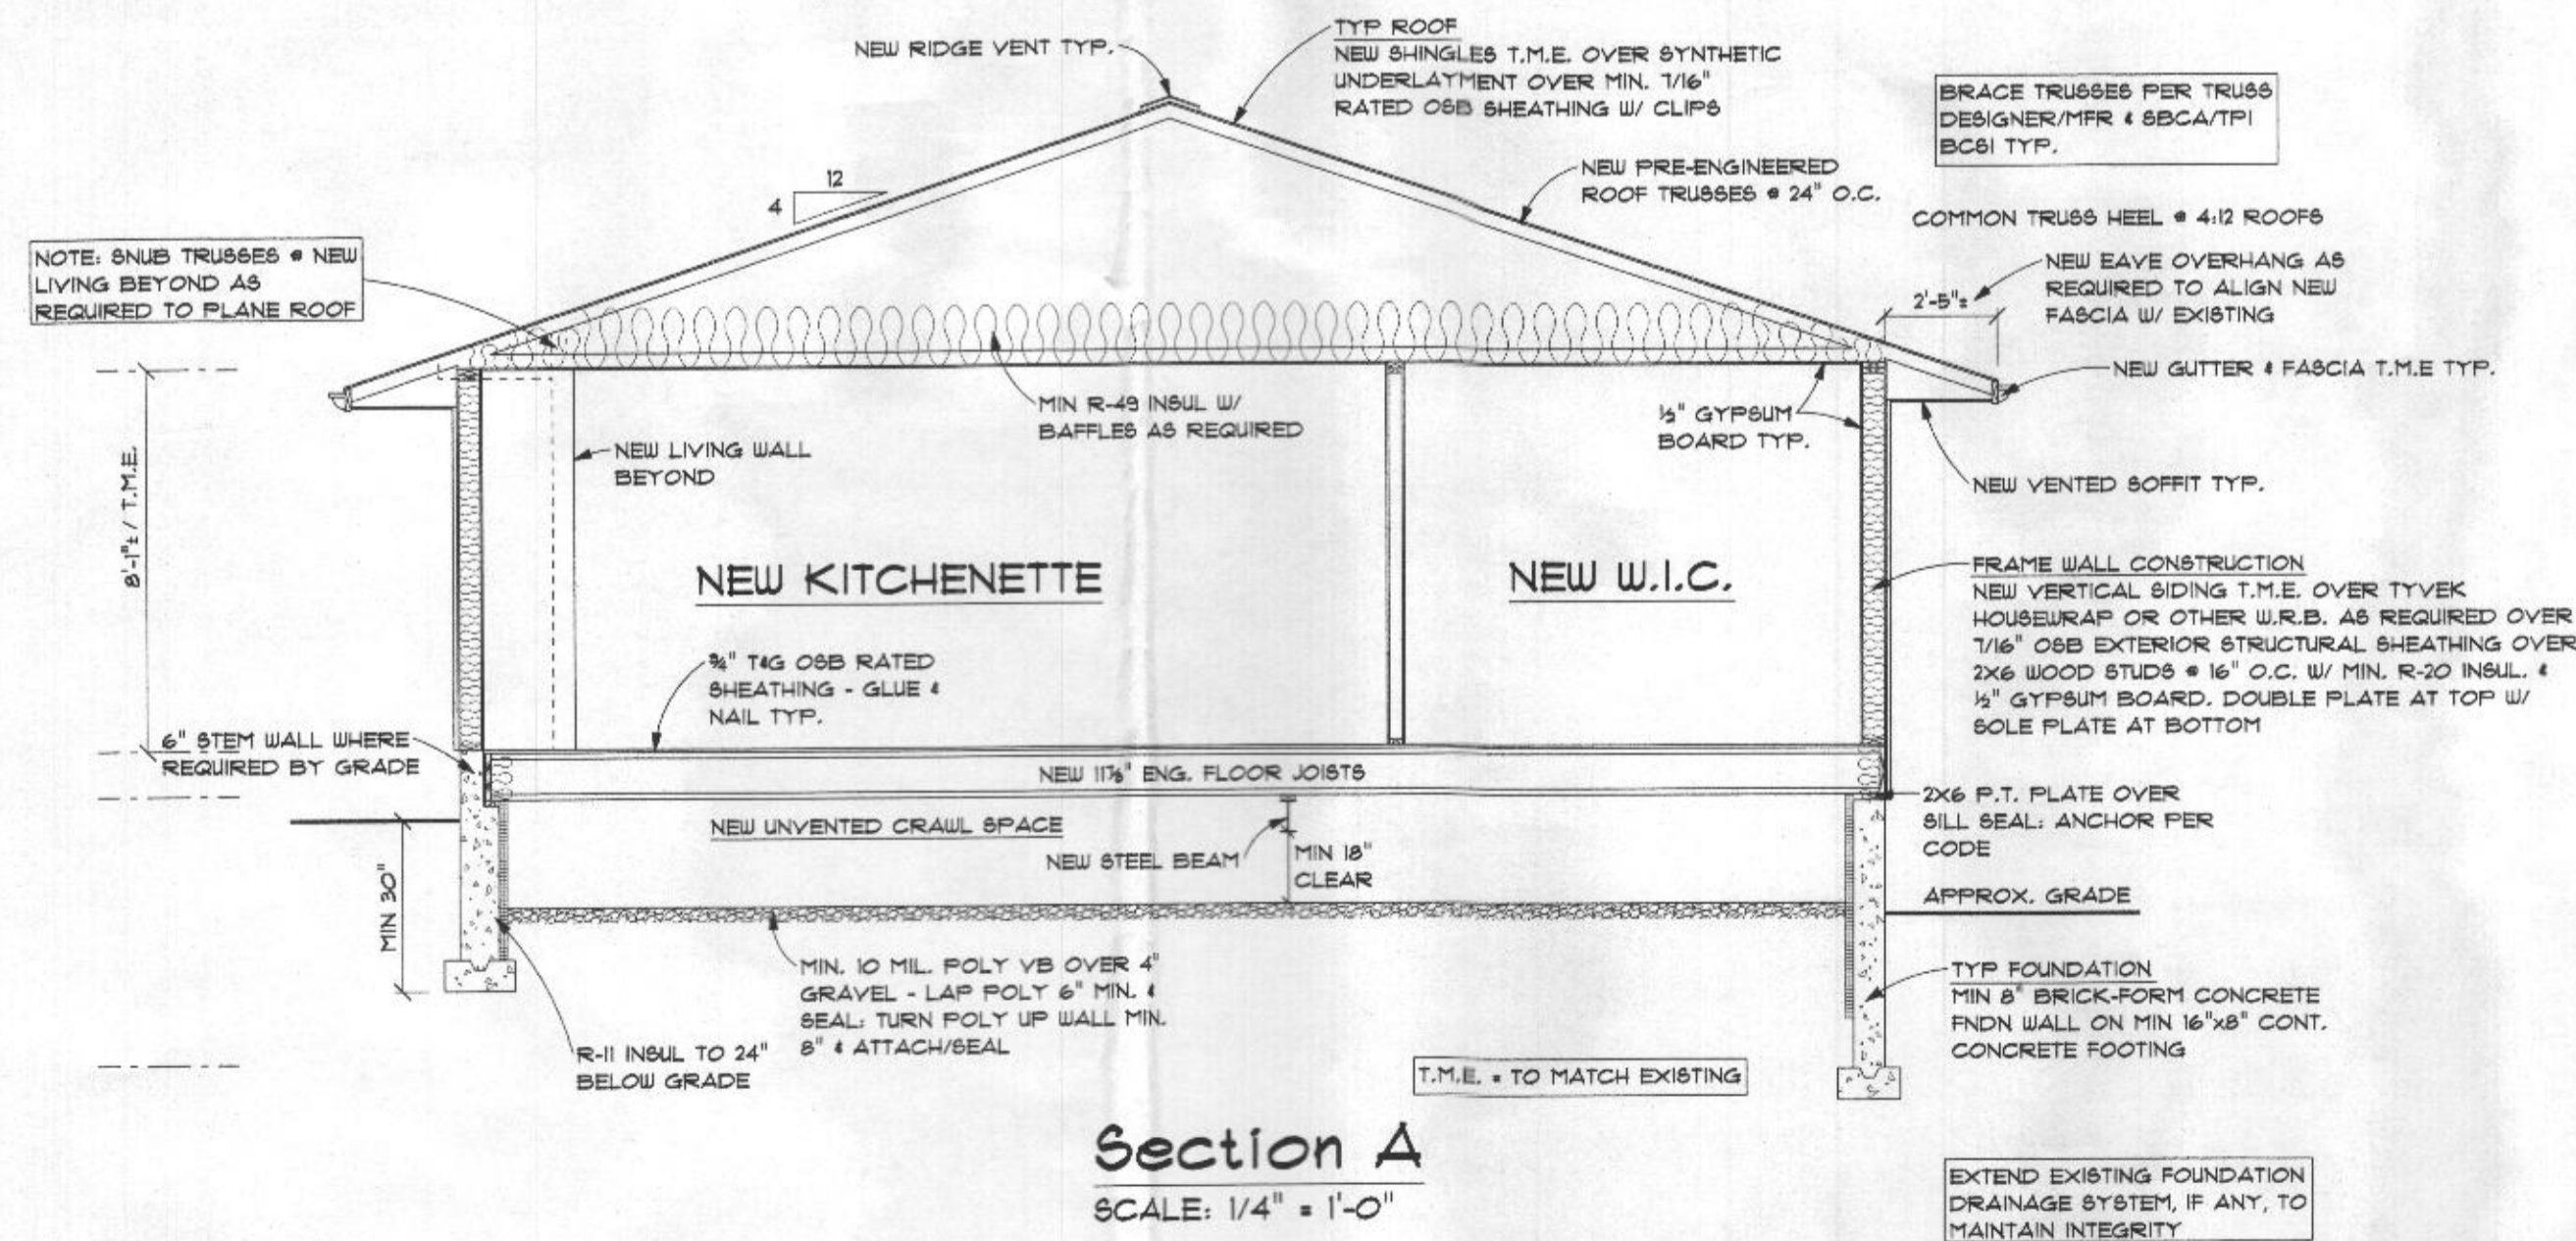 NEW RIDGE VENT TYP.
TYP ROOF
NEW SHINGLES T.M.E. OVER SYNTHETIC
UNDERLAYMENT OVER MIN. 7/16"
RATED OSB SHEATHING W/ CLIPS
BRACE TRUSSES PER TRUSS
DESIGNER/MFR & SBCA/TPI
BCSI TYP.
NEW PRE-ENGINEERED
ROOF TRUSSES @ 24" O.C.
12
4
COMMON TRUSS HEEL @ 4:12 ROOFS
NEW EAVE OVERHANG AS
REQUIRED TO ALIGN NEW
FASCIA W/ EXISTING
2'-5"±
NOTE: SNUB TRUSSES @ NEW
LIVING BEYOND AS
REQUIRED TO PLANE ROOF
NEW GUTTER & FASCIA T.M.E TYP.
MIN R-49 INSUL W/
BAFFLES AS REQUIRED
½" GYPSUM
BOARD TYP.
NEW LIVING WALL
BEYOND
NEW VENTED SOFFIT TYP.
8'-1"± / T.M.E.
NEW KITCHENETTE
NEW W.I.C.
FRAME WALL CONSTRUCTION
NEW VERTICAL SIDING T.M.E. OVER TYVEK
HOUSEWRAP OR OTHER W.R.B. AS REQUIRED OVER
7/16" OSB EXTERIOR STRUCTURAL SHEATHING OVER
2X6 WOOD STUDS @ 16" O.C. W/ MIN. R-20 INSUL. &
½" GYPSUM BOARD. DOUBLE PLATE AT TOP W/
SOLE PLATE AT BOTTOM
¾" T&G OSB RATED
SHEATHING - GLUE &
NAIL TYP.
6" STEM WALL WHERE
REQUIRED BY GRADE
NEW 11⅞" ENG. FLOOR JOISTS
2X6 P.T. PLATE OVER
SILL SEAL: ANCHOR PER
CODE
NEW UNVENTED CRAWL SPACE
NEW STEEL BEAM
MIN 18"
CLEAR
MIN 30"
APPROX. GRADE
MIN. 10 MIL. POLY VB OVER 4"
GRAVEL - LAP POLY 6" MIN. &
SEAL: TURN POLY UP WALL MIN.
8" & ATTACH/SEAL
R-11 INSUL TO 24"
BELOW GRADE
TYP FOUNDATION
MIN 8" BRICK-FORM CONCRETE
FNDN WALL ON MIN 16"x8" CONT.
CONCRETE FOOTING
T.M.E. = TO MATCH EXISTING
Section A
SCALE: 1/4" = 1'-0"
EXTEND EXISTING FOUNDATION
DRAINAGE SYSTEM, IF ANY, TO
MAINTAIN INTEGRITY